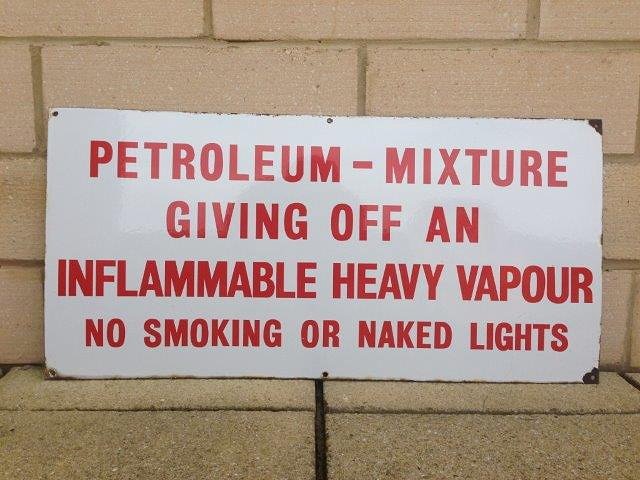 PETROLEUM - MIXTURE
GIVING OFF AN
INFLAMMABLE HEAVY VAPOUR
NO SMOKING OR NAKED LIGHTS